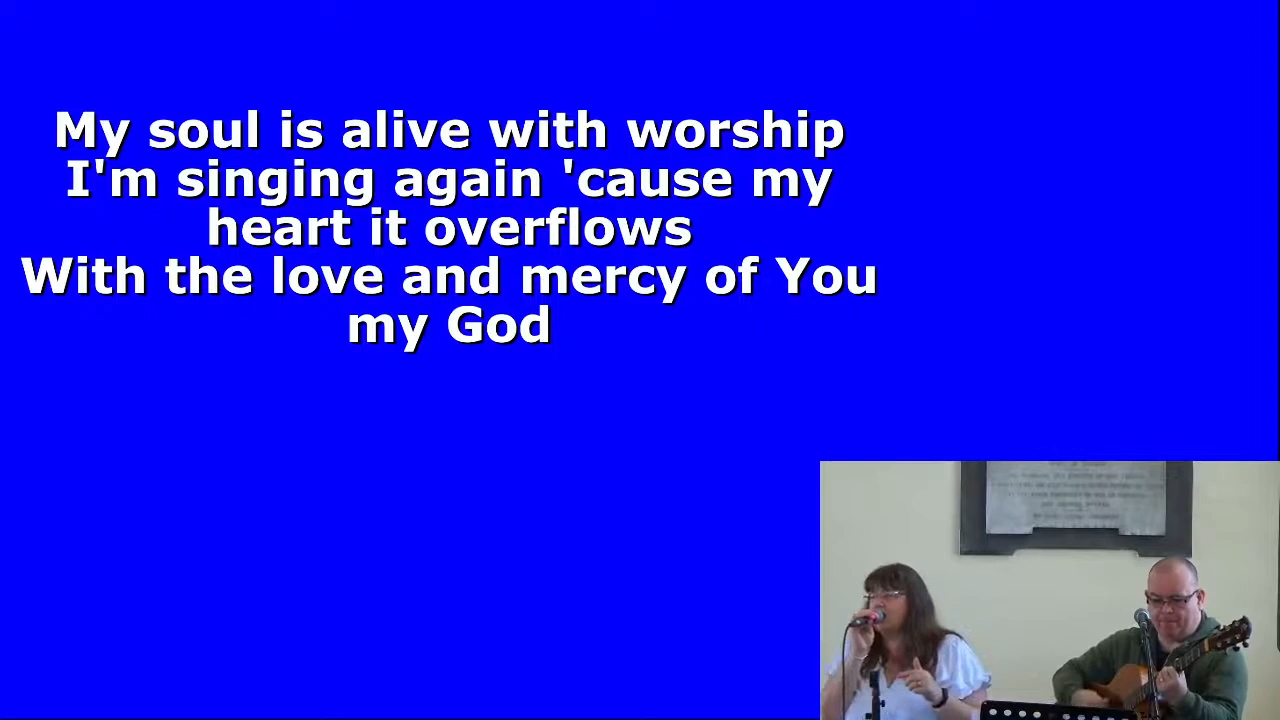 My soul is alive with worship
I'm singing again 'cause my
heart it overflows
With the love and mercy of You
my God